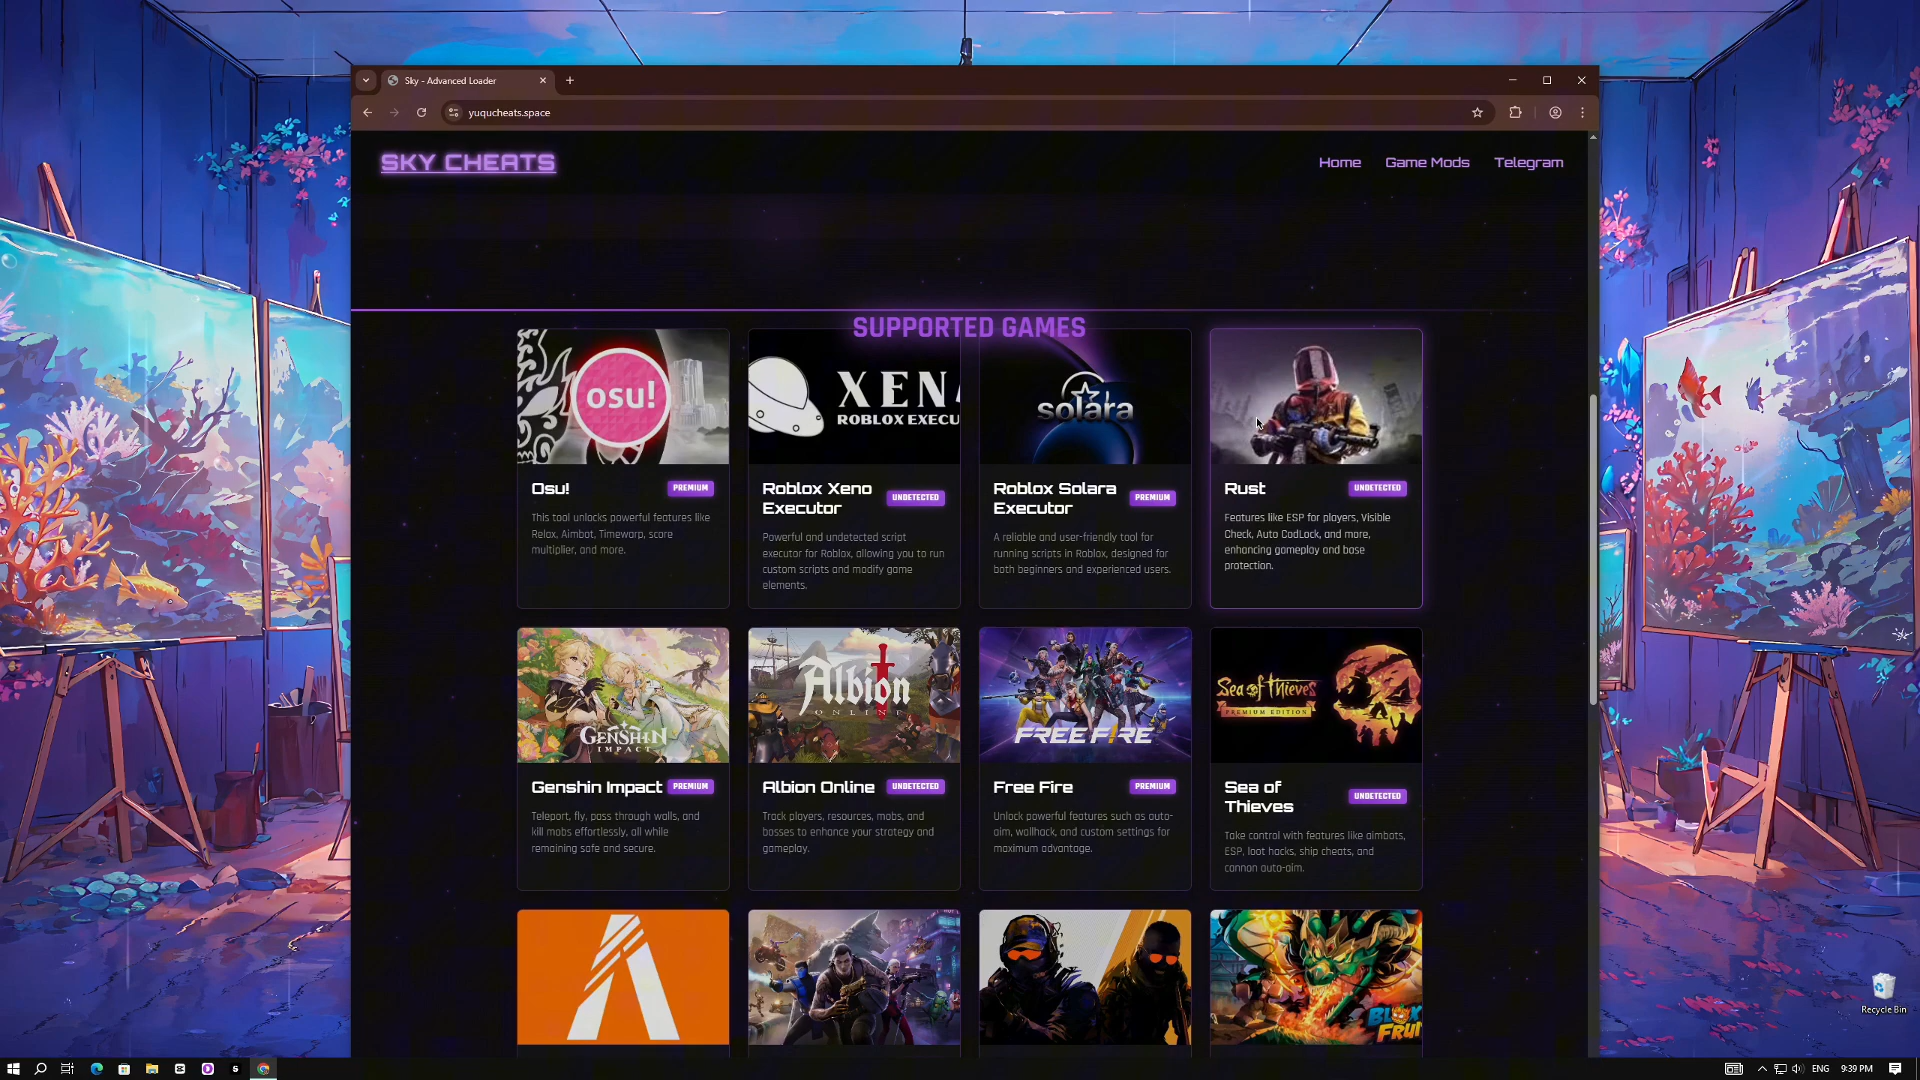 Sky - Advanced Loader
yuqucheats.space
SKY CHEATS
Home
Game Mods
Telegram
SUPPORTED GAMES
osu!
XEN
ROBLOX EXECU
solara
Osu!
PREMIUM
This tool unlocks powerful features like
Relax, Aimbot, Timewarp, score
multiplier, and more.
Roblox Xeno
Executor
UNDETECTED
Powerful and undetected script
executor for Roblox, allowing you to run
custom scripts and modify game
elements.
Roblox Solara
Executor
PREMIUM
A reliable and user-friendly tool for
running scripts in Roblox, designed for
both beginners and experienced users.
Rust
UNDETECTED
Features like ESP for players, Visible
Check, Auto CodLock, and more,
enhancing gameplay and base
protection.
GENSHIN
IMPACT
Albion
ONLINE
FREE FIRE
Sea of Thieves
PREMIUM EDITION
Genshin Impact
PREMIUM
Teleport, fly, pass through walls, and
kill mobs effortlessly, all while
remaining safe and secure.
Albion Online
UNDETECTED
Track players, resources, mobs, and
bosses to enhance your strategy and
gameplay.
Free Fire
PREMIUM
Unlock powerful features such as auto-
aim, wallhack, and custom settings for
maximum advantage.
Sea of
Thieves
UNDETECTED
Take control with features like aimbots,
ESP, loot hacks, ship cheats, and
cannon auto-aim.
BLOX
FRUI
Recycle Bin
ENG
9:39 PM